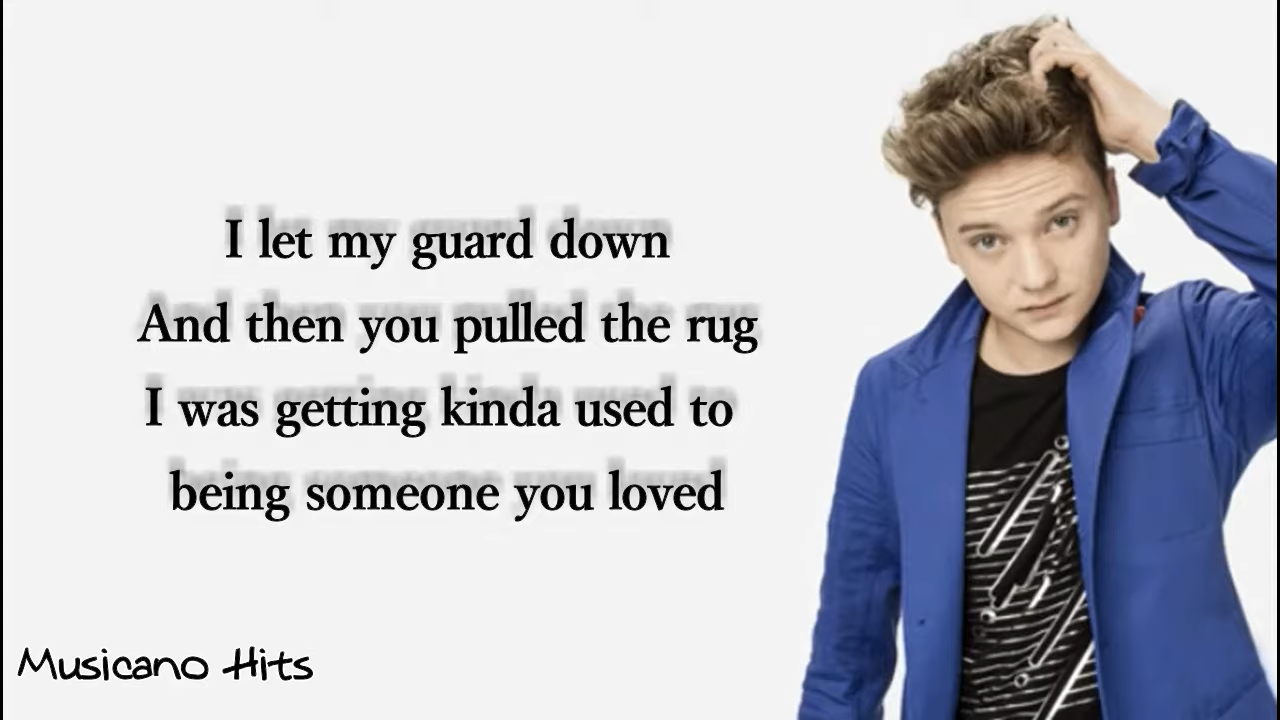 I let my guard down
And then you pulled the rug
I was getting kinda used to
being someone you loved
Musicano Hits